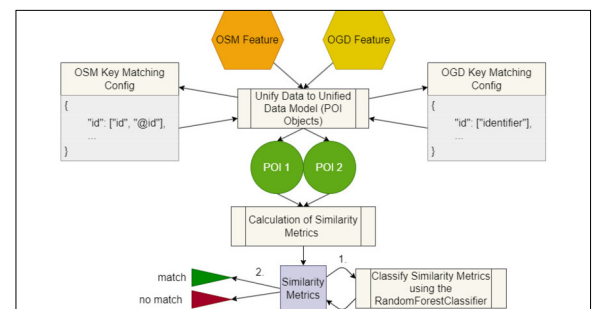 OSM Feature
OGD Feature
OSM Key Matching
Config
{
"id": ["id", "@id"],
...
}
Unify Data to Unified
Data Model (POI
Objects)
OGD Key Matching
Config
{
"id": ["identifier"],
...
}
POI 1
POI 2
Calculation of Similarity
Metrics
match
no match
2.
Similarity
Metrics
1.
Classify Similarity Metrics
using the
RandomForestClassifier